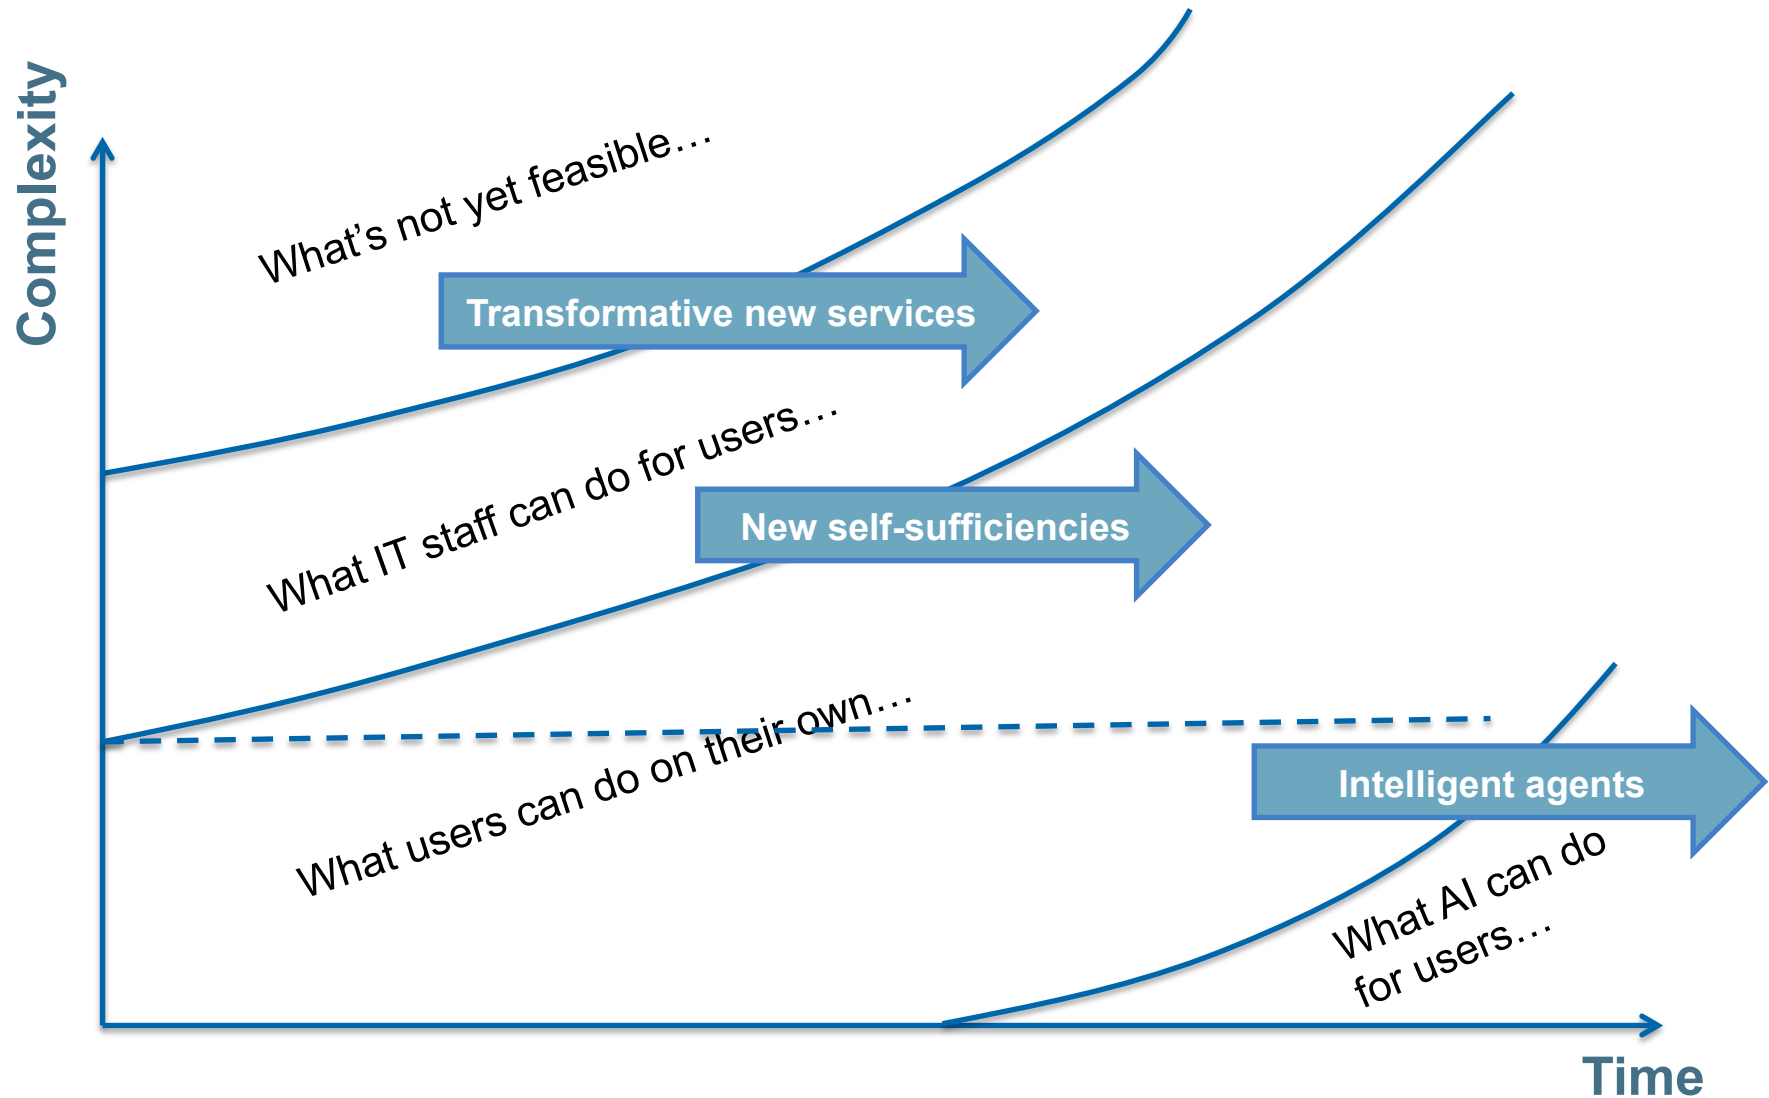 Complexity
What's not yet feasible…
Transformative new services
What IT staff can do for users…
New self-sufficiencies
What users can do on their own…
Intelligent agents
What AI can do
for users…
Time